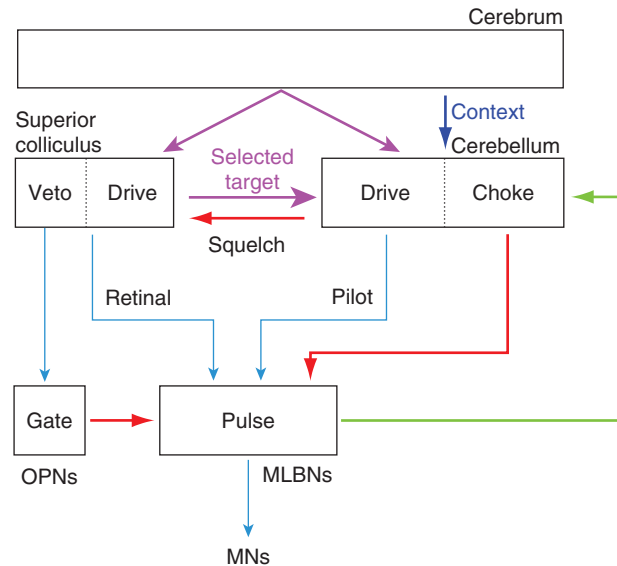 Cerebrum
Context
Superior
colliculus
Cerebellum
Selected
target
Veto
Drive
Drive
Choke
Squelch
Retinal
Pilot
Gate
Pulse
OPNs
MLBNs
MNs